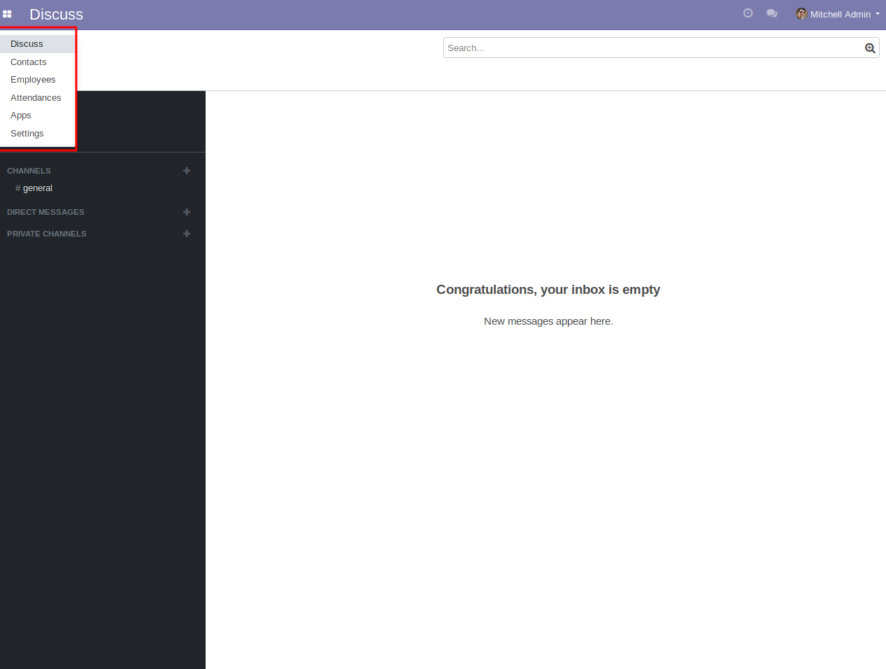 Discuss
Mitchell Admin
Discuss
Contacts
Employees
Attendances
Apps
Settings
Search...
CHANNELS
# general
DIRECT MESSAGES
PRIVATE CHANNELS
Congratulations, your inbox is empty
New messages appear here.